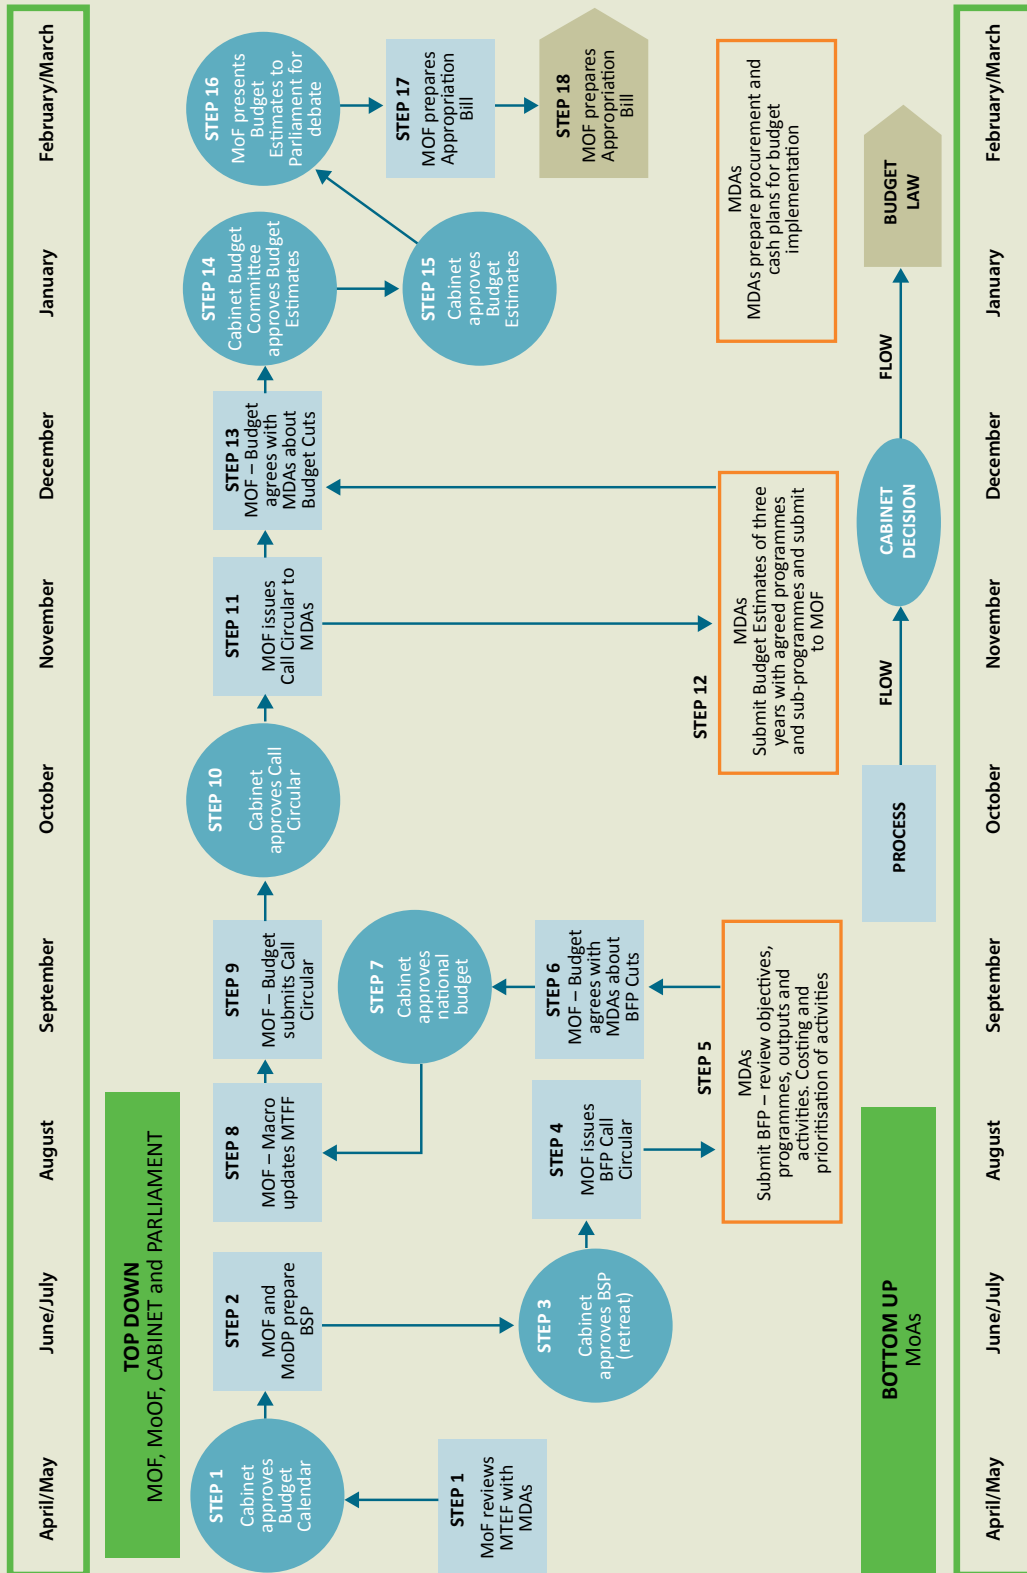 April/May
June/July
August
September
October
November
December
January
February/March
TOP DOWN
MOF, MoOF, CABINET and PARLIAMENT
STEP 1
Cabinet
approves
Budget
Calendar
STEP 1
MoF reviews
MTEF with
MDAs
STEP 2
MOF and
MoDP prepare
BSP
STEP 3
Cabinet
approves BSP
(retreat)
STEP 4
MOF issues
BFP Call
Circular
STEP 5
MDAs
Submit BFP – review objectives,
programmes, outputs and
activities. Costing and
prioritisation of activities
STEP 6
MOF – Budget
agrees with
MDAs about
BFP Cuts
STEP 7
Cabinet
approves
national
budget
STEP 8
MOF – Macro
updates MTFF
STEP 9
MOF – Budget
submits Call
Circular
STEP 10
Cabinet
approves Call
Circular
STEP 11
MOF issues
Call Circular to
MDAs
STEP 12
MDAs
Submit Budget Estimates of three
years with agreed programmes
and sub-programmes and submit
to MOF
STEP 13
MOF – Budget
agrees with
MDAs about
Budget Cuts
STEP 14
Cabinet Budget
Committee
approves Budget
Estimates
STEP 15
Cabinet
approves
Budget
Estimates
STEP 16
MoF presents
Budget
Estimates to
Parliament for
debate
STEP 17
MOF prepares
Appropriation
Bill
STEP 18
MOF prepares
Appropriation
Bill
MDAs
MDAs prepare procurement and
cash plans for budget
implementation
BOTTOM UP
MoAs
PROCESS
FLOW
CABINET
DECISION
FLOW
BUDGET
LAW
April/May
June/July
August
September
October
November
December
January
February/March